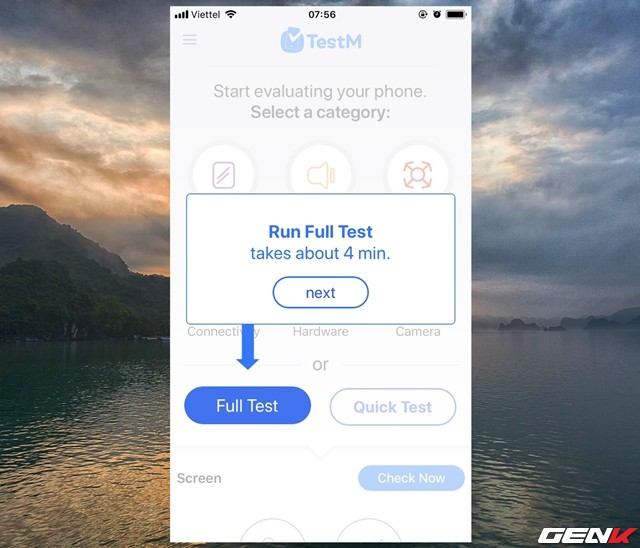 Viettel 07:56
TestM
Start evaluating your phone.
Select a category:
Run Full Test
takes about 4 min.
next
Connectivity Hardware Camera
or
Full Test Quick Test
Screen Check Now
GENK